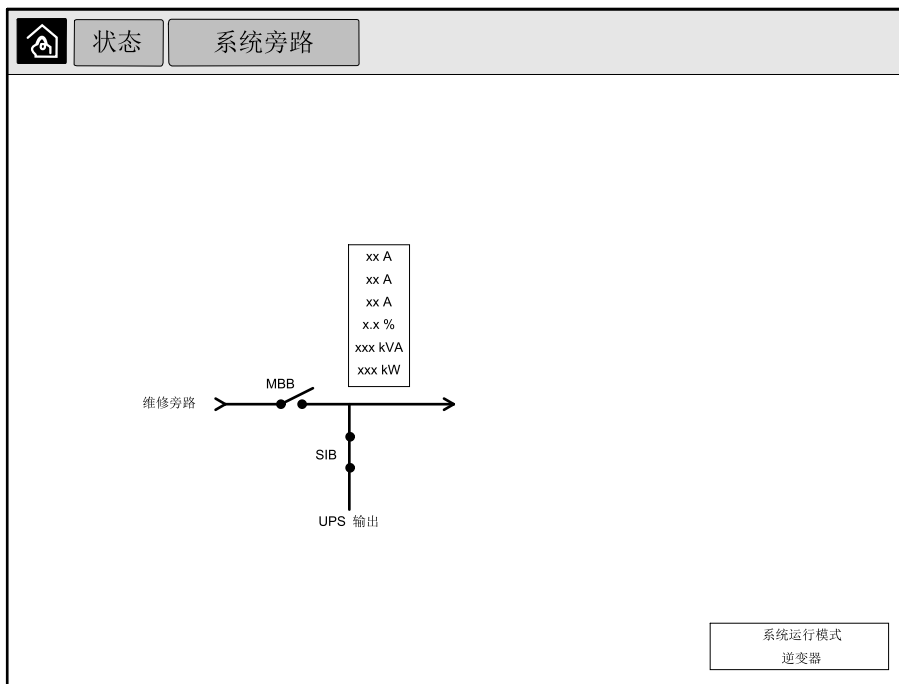 状态
系统旁路
xx A
xx A
xx A
x.x %
xxx kVA
xxx kW
MBB
维修旁路
SIB
UPS 输出
系统运行模式
逆变器